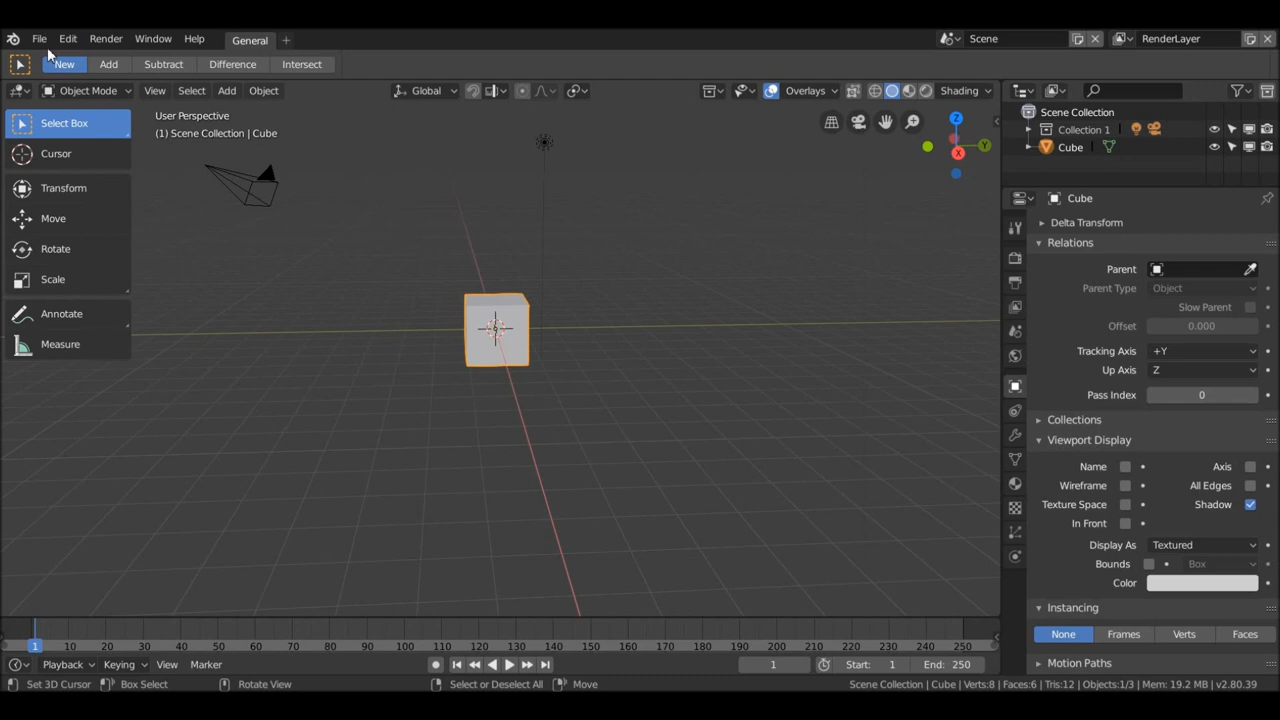 File Edit Render Window Help General + Scene RenderLayer
New Add Subtract Difference Intersect
Object Mode View Select Add Object Global Overlays Shading
Select Box
Cursor
Transform
Move
Rotate
Scale
Annotate
Measure
User Perspective
(1) Scene Collection | Cube
Z
Y
X
Scene Collection
Collection 1
Cube
Cube
Delta Transform
Relations
Parent
Parent Type Object
Slow Parent
Offset 0.000
Tracking Axis +Y
Up Axis Z
Pass Index 0
Collections
Viewport Display
Name Axis
Wireframe All Edges
Texture Space Shadow
In Front
Display As Textured
Bounds Box
Color
Instancing
None Frames Verts Faces
Motion Paths
1 10 20 30 40 50 60 70 80 90 100 110 120 130 140 150 160 170 180 190 200 210 220 230 240 250
Playback Keying View Marker 1 Start: 1 End: 250
Set 3D Cursor Box Select Rotate View Select or Deselect All Move Scene Collection | Cube | Verts:8 | Faces:6 | Tris:12 | Objects:1/3 | Mem: 19.2 MB | v2.80.39